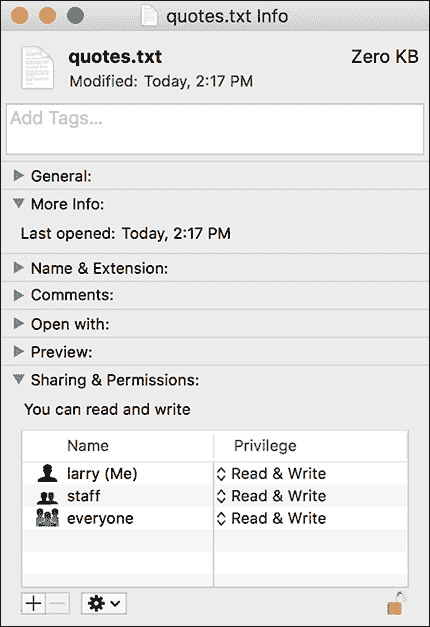 quotes.txt Info
quotes.txt Zero KB
Modified: Today, 2:17 PM
Add Tags...
General:
More Info:
Last opened: Today, 2:17 PM
Name & Extension:
Comments:
Open with:
Preview:
Sharing & Permissions:
You can read and write
Name Privilege
larry (Me) Read & Write
staff Read & Write
everyone Read & Write